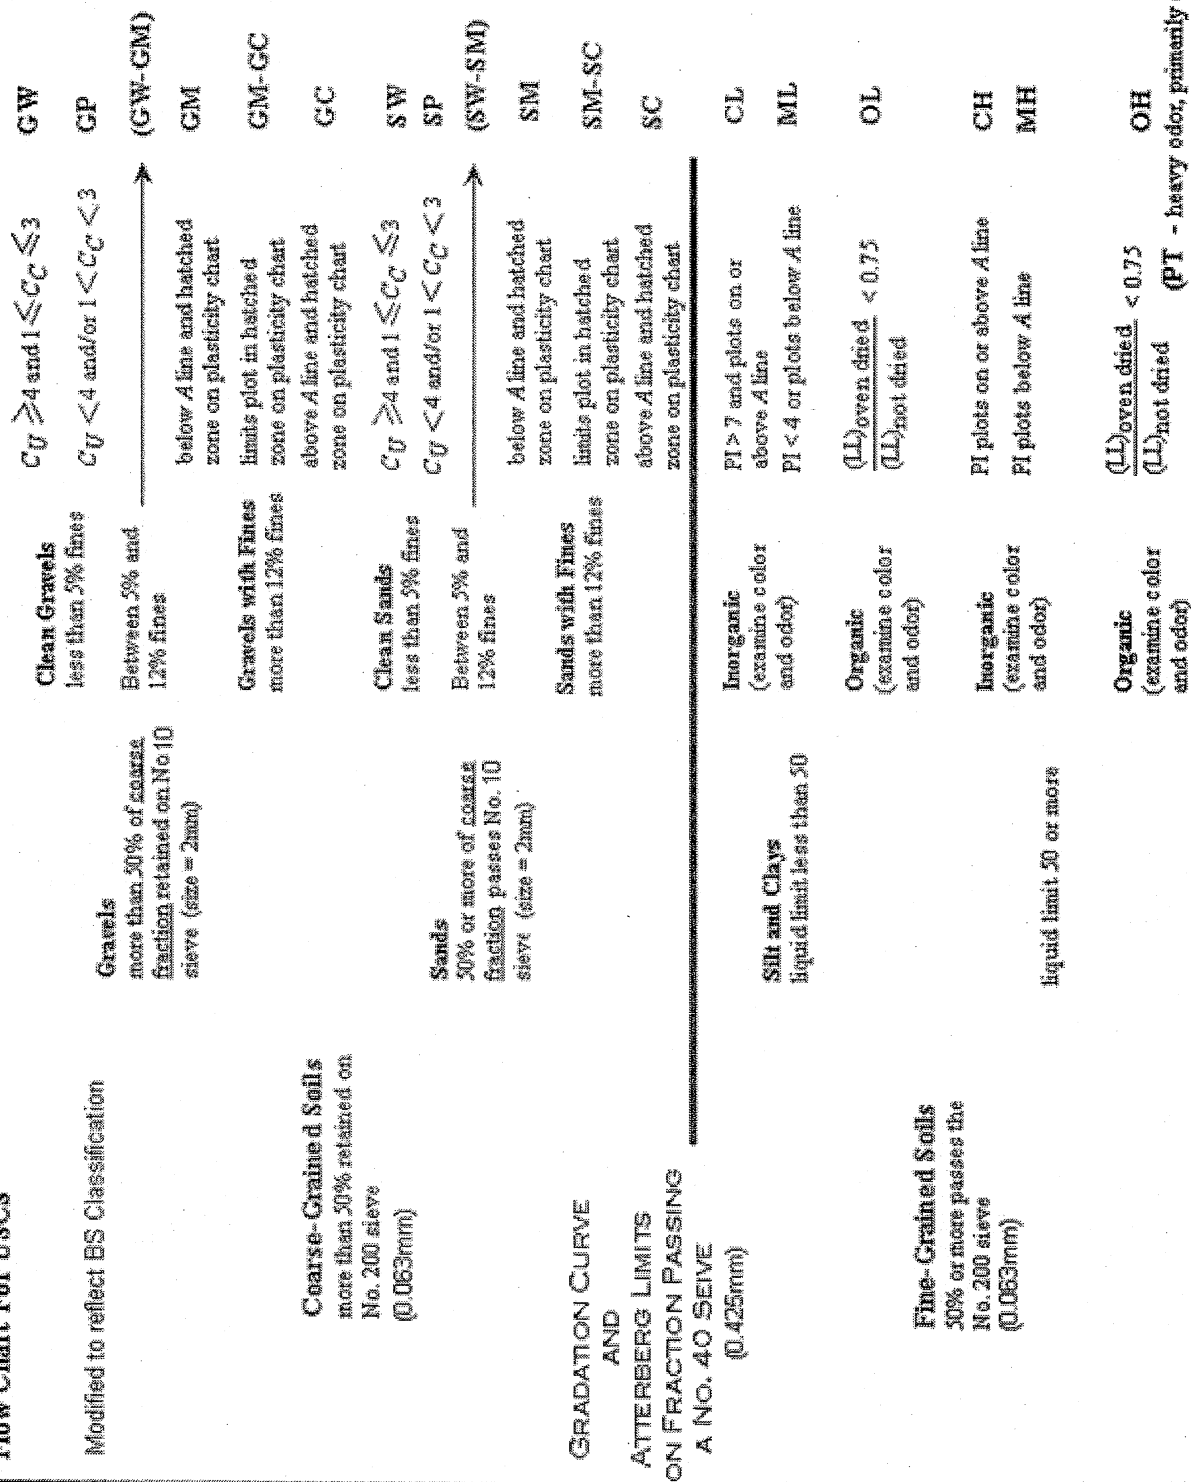 Flow Chart For USCS
Modified to reflect BS Classification
GRADATION CURVE
AND
ATTERBERG LIMITS
ON FRACTION PASSING
A NO. 40 SEIVE
(0.425mm)
Coarse-Grained Soils
more than 50% retained on
No. 200 sieve
(0.063mm)
Gravels
more than 50% of coarse
fraction retained on No 10
sieve (size = 2mm)
Clean Gravels
less than 5% fines
C_U ⩾4 and 1⩽C_C⩽3 GW
C_U <4 and/or 1<C_C<3 GP
Between 5% and
12% fines
(GW-GM)
Gravels with Fines
more than 12% fines
below A line and hatched
zone on plasticity chart
GM
limits plot in hatched
zone on plasticity chart
GM-GC
above A line and hatched
zone on plasticity chart
GC
Sands
50% or more of coarse
fraction passes No. 10
sieve (size = 2mm)
Clean Sands
less than 5% fines
C_U ⩾4 and 1⩽C_C⩽3 SW
C_U <4 and/or 1<C_C<3 SP
Between 5% and
12% fines
(SW-SM)
Sands with Fines
more than 12% fines
below A line and hatched
zone on plasticity chart
SM
limits plot in hatched
zone on plasticity chart
SM-SC
above A line and hatched
zone on plasticity chart
SC
Fine-Grained Soils
50% or more passes the
No. 200 sieve
(0.063mm)
Silt and Clays
liquid limit less than 50
Inorganic
(examine color
and odor)
PI > 7 and plots on or
above A line
CL
PI < 4 or plots below A line ML
Organic
(examine color
and odor)
(LL)oven dried
(LL)not dried
< 0.75
OL
liquid limit 50 or more
Inorganic
(examine color
and odor)
PI plots on or above A line CH
PI plots below A line MH
Organic
(examine color
and odor)
(LL)oven dried
(LL)not dried
< 0.75
OH
(PT - heavy odor, primarily